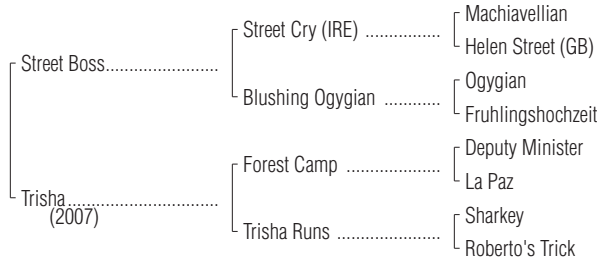 Machiavellian
Street Cry (IRE) ..................
Helen Street (GB)
Street Boss...........................
Ogygian
Blushing Ogygian .............
Fruhlingshochzeit
Deputy Minister
Forest Camp ......................
La Paz
Trisha....................................
(2007)
Sharkey
Trisha Runs ........................
Roberto's Trick